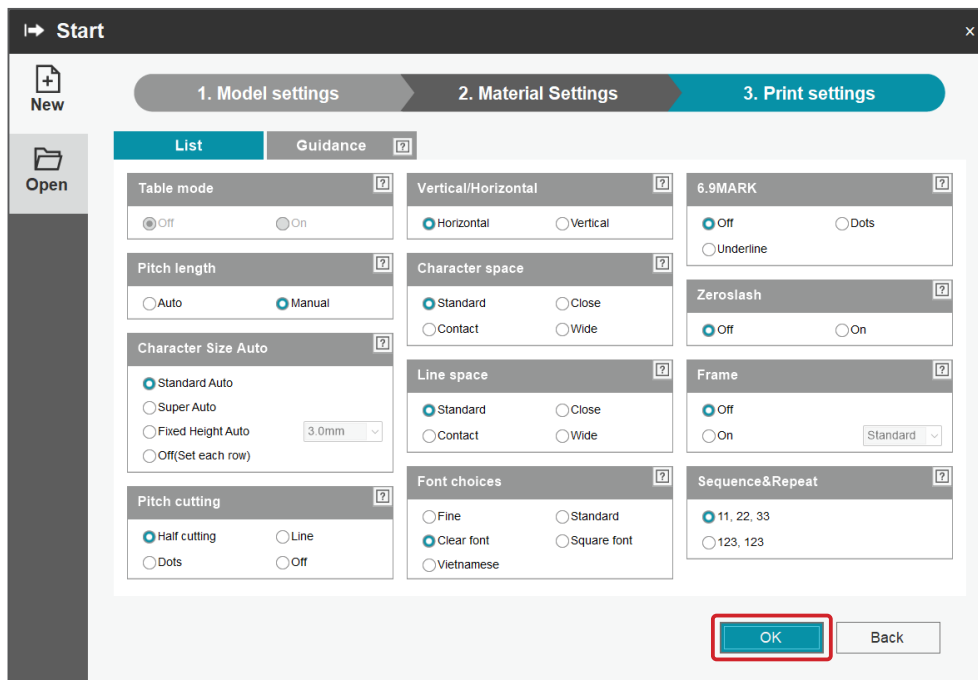 Start
×
New
Open
1. Model settings
2. Material Settings
3. Print settings
List
Guidance ?
Table mode ?
Off On
Pitch length ?
Auto Manual
Character Size Auto ?
Standard Auto
Super Auto
Fixed Height Auto 3.0mm
Off(Set each row)
Pitch cutting ?
Half cutting Line
Dots Off
Vertical/Horizontal ?
Horizontal Vertical
Character space ?
Standard Close
Contact Wide
Line space ?
Standard Close
Contact Wide
Font choices ?
Fine Standard
Clear font Square font
Vietnamese
6.9MARK ?
Off Dots
Underline
Zeroslash ?
Off On
Frame ?
Off
On Standard
Sequence&Repeat ?
11, 22, 33
123, 123
OK
Back